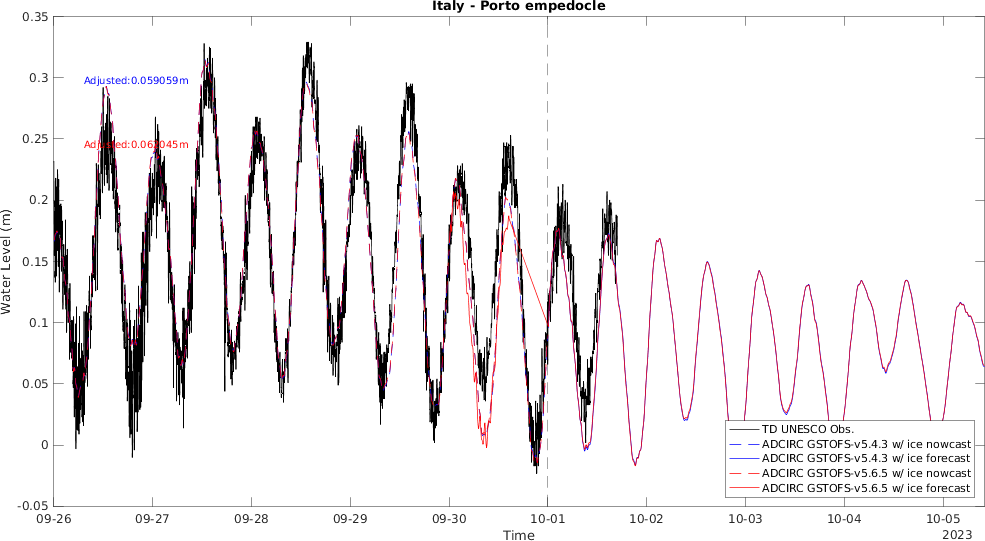 Italy - Porto empedocle
0.35
0.3
0.25
0.2
0.15
0.1
0.05
0
-0.05
Water Level (m)
Adjusted:0.059059m
09-26
09-27
09-28
09-29
09-30
10-01
10-02
10-03
10-04
10-05
Time
2023
TD UNESCO Obs.
ADCIRC GSTOFS-v5.4.3 w/ ice nowcast
ADCIRC GSTOFS-v5.4.3 w/ ice forecast
ADCIRC GSTOFS-v5.6.5 w/ ice nowcast
ADCIRC GSTOFS-v5.6.5 w/ ice forecast